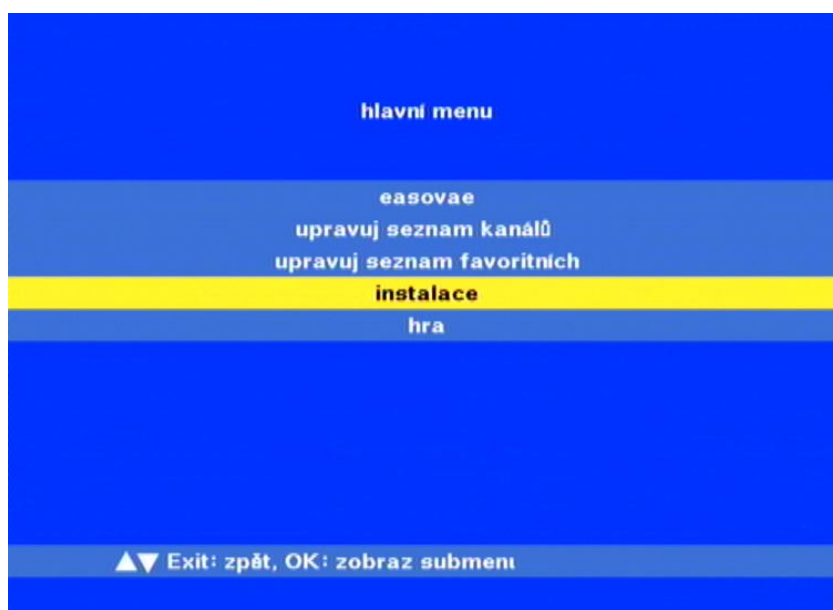 hlavní menu
easovae
upravuj seznam kanálů
upravuj seznam favoritních
instalace
hra
Exit: zpět, OK: zobraz submenu